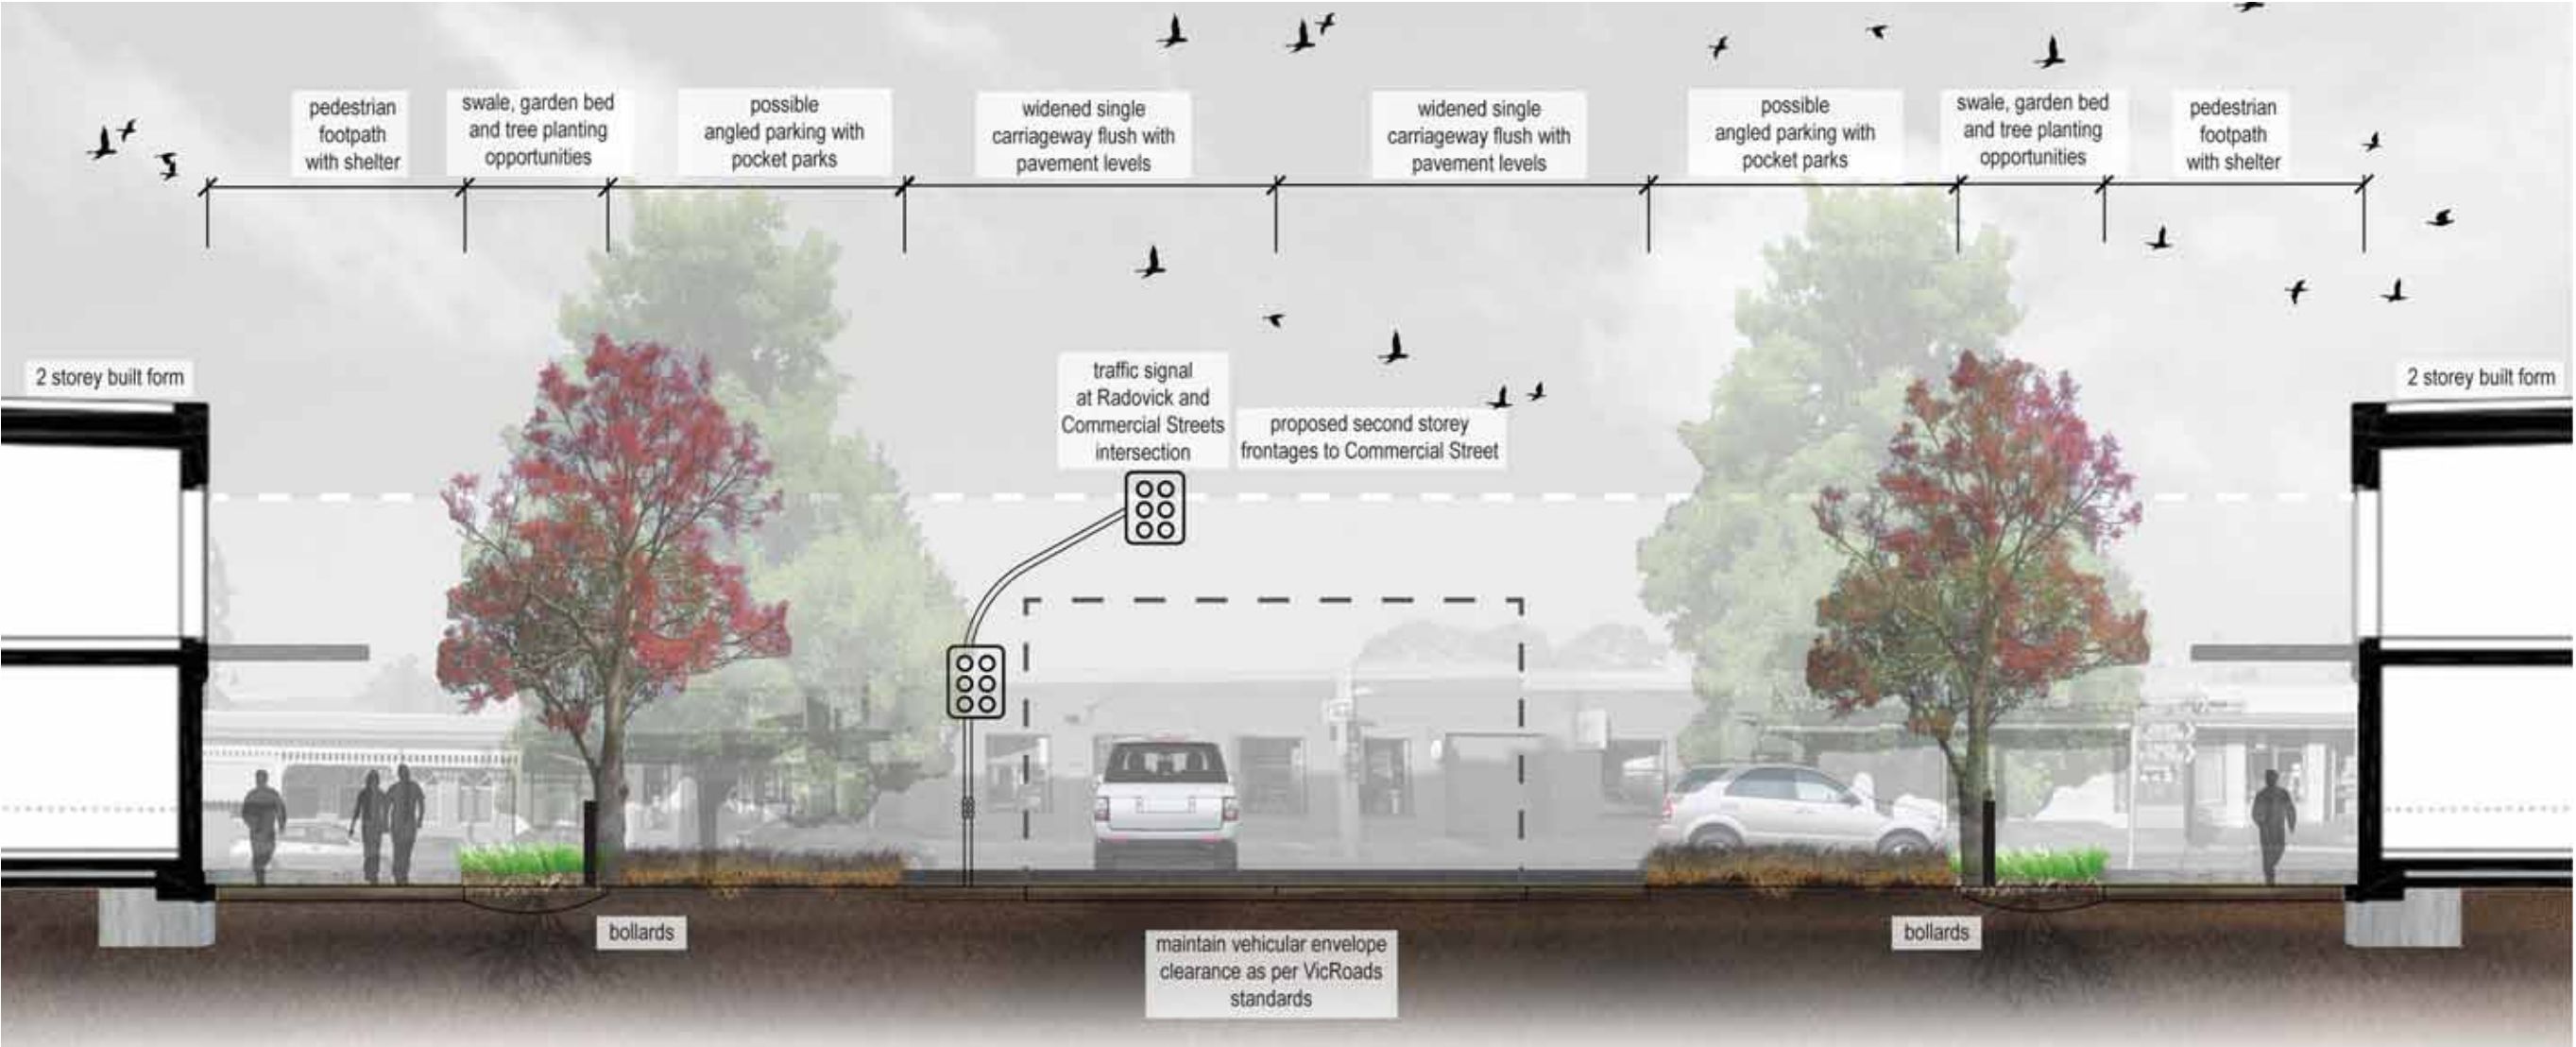 pedestrian
footpath
with shelter
swale, garden bed
and tree planting
opportunities
possible
angled parking with
pocket parks
widened single
carriageway flush with
pavement levels
widened single
carriageway flush with
pavement levels
possible
angled parking with
pocket parks
swale, garden bed
and tree planting
opportunities
pedestrian
footpath
with shelter
2 storey built form
traffic signal
at Radovick and
Commercial Streets
intersection
proposed second storey
frontages to Commercial Street
2 storey built form
bollards
maintain vehicular envelope
clearance as per VicRoads
standards
bollards